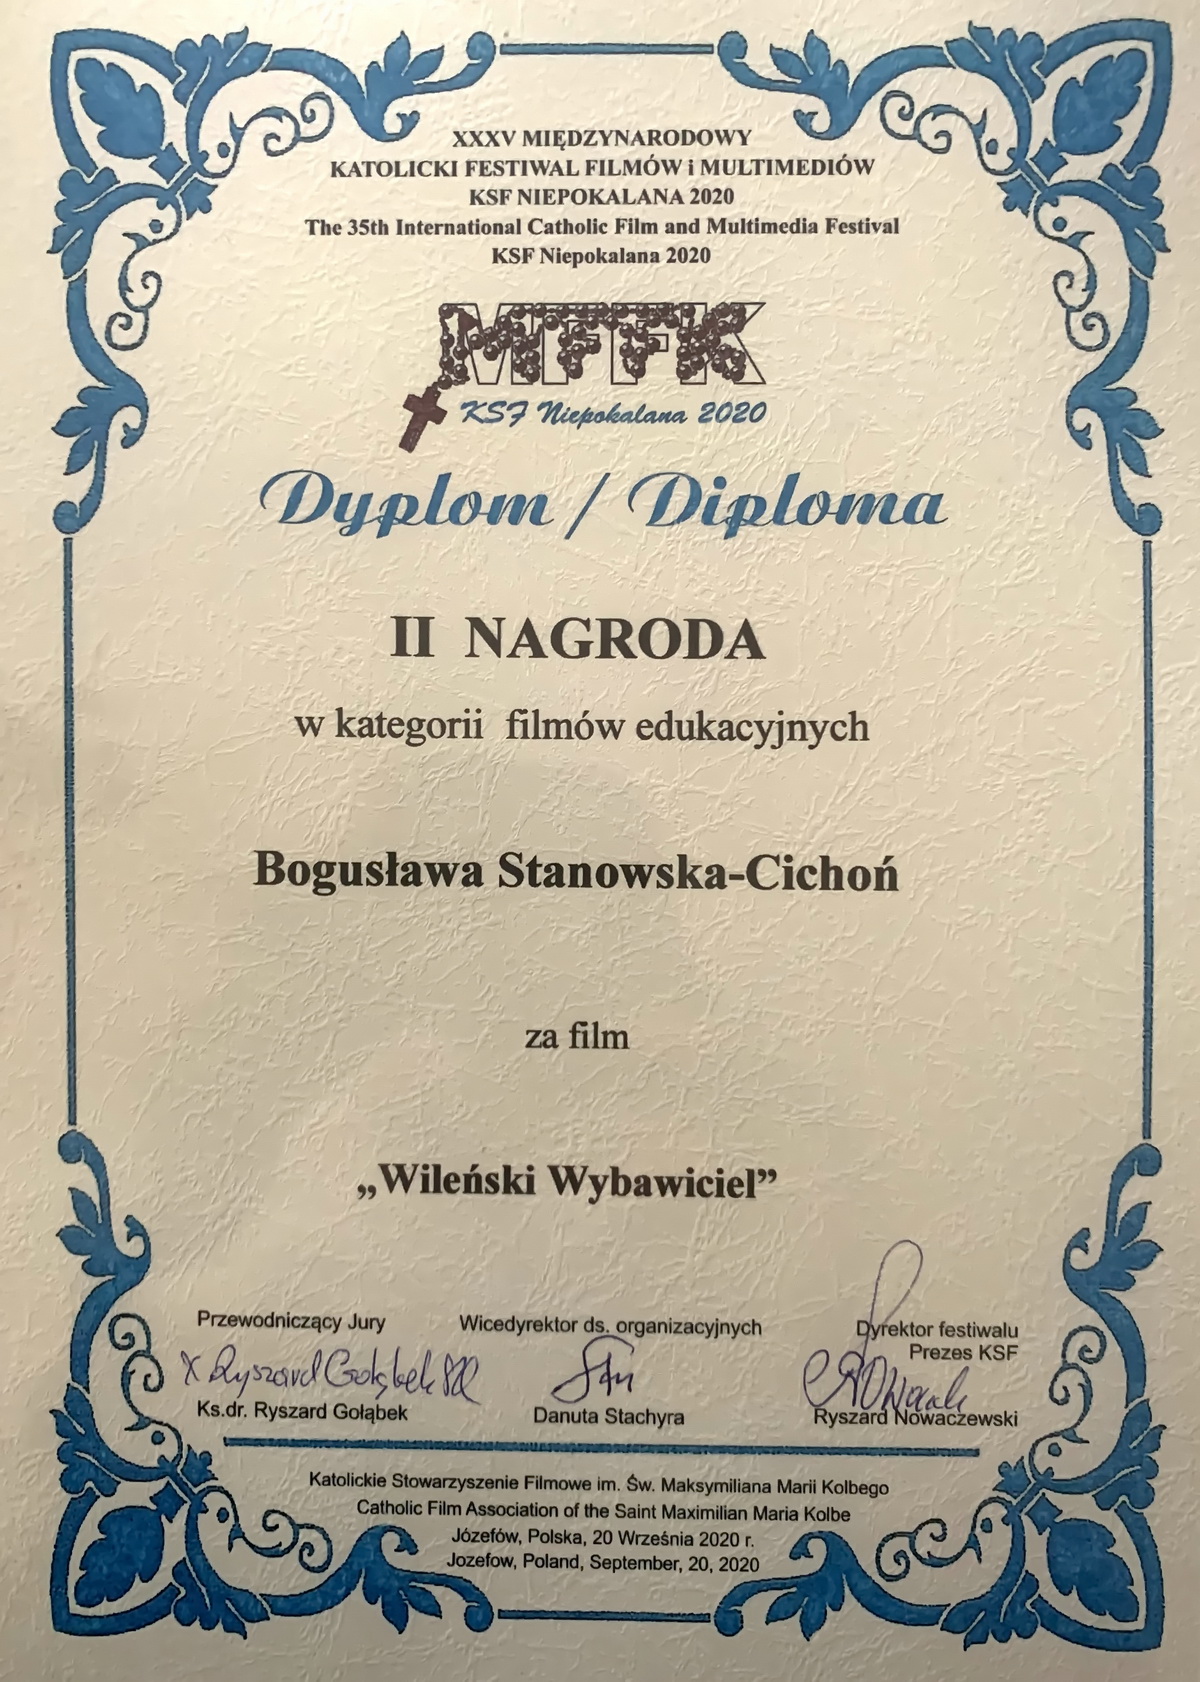 XXXV MIĘDZYNARODOWY
KATOLICKI FESTIWAL FILMÓW i MULTIMEDIÓW
KSF NIEPOKALANA 2020
The 35th International Catholic Film and Multimedia Festival
KSF Niepokalana 2020
MFFK
KSF Niepokalana 2020
Dyplom / Diploma
II NAGRODA
w kategorii filmów edukacyjnych
Bogusława Stanowska-Cichoń
za film
„Wileński Wybawiciel”
Przewodniczący Jury
Wicedyrektor ds. organizacyjnych
Dyrektor festiwalu
Prezes KSF
X Ryszard Gołąbek
Ks.dr. Ryszard Gołąbek
Danuta Stachyra
Ryszard Nowaczewski
Katolickie Stowarzyszenie Filmowe im. Św. Maksymiliana Marii Kolbego
Catholic Film Association of the Saint Maximilian Maria Kolbe
Józefów, Polska, 20 Września 2020 r.
Jozefow, Poland, September, 20, 2020